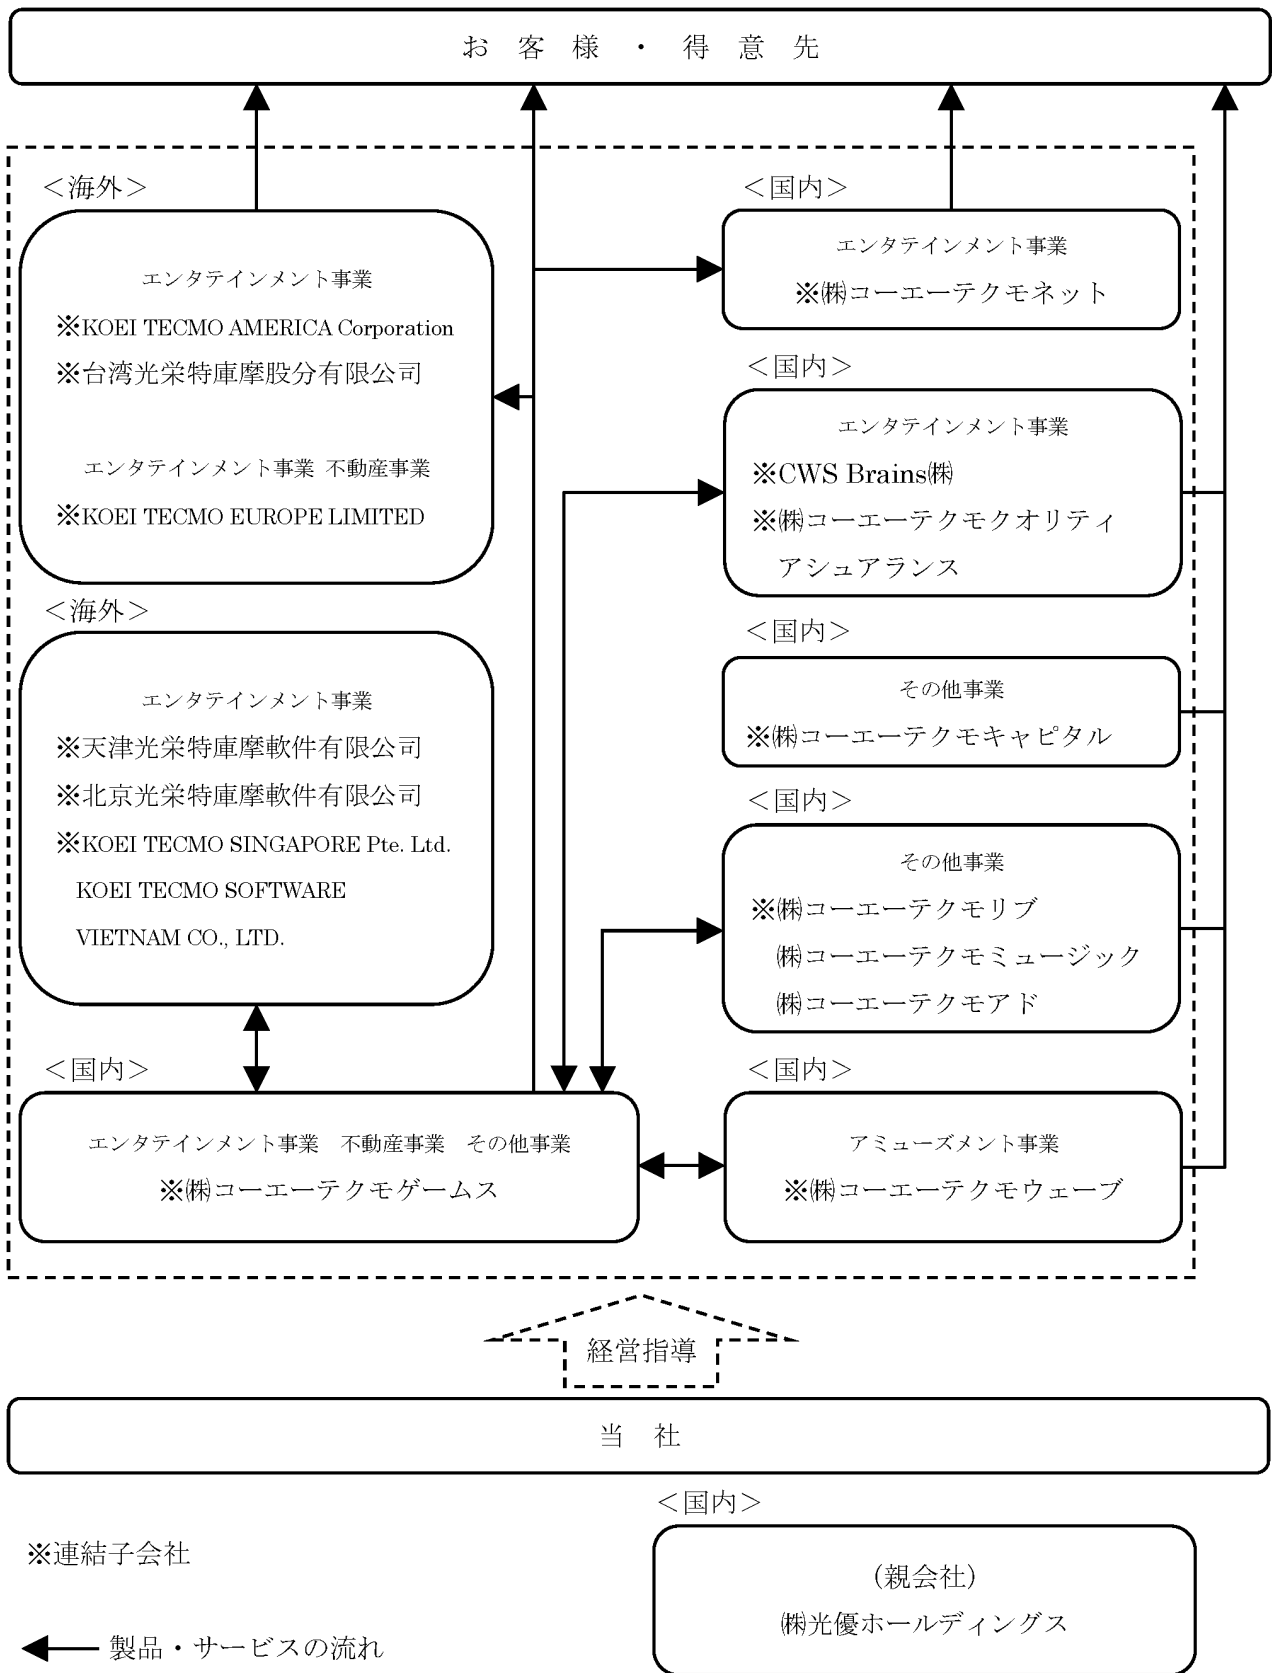 お客様・得意先
＜海外＞
エンタテインメント事業
※KOEI TECMO AMERICA Corporation
※台湾光栄特庫摩股分有限公司
エンタテインメント事業 不動産事業
※KOEI TECMO EUROPE LIMITED
＜海外＞
エンタテインメント事業
※天津光栄特庫摩軟件有限公司
※北京光栄特庫摩軟件有限公司
※KOEI TECMO SINGAPORE Pte. Ltd.
KOEI TECMO SOFTWARE
VIETNAM CO., LTD.
＜国内＞
エンタテインメント事業　不動産事業　その他事業
※㈱コーエーテクモゲームス
＜国内＞
エンタテインメント事業
※㈱コーエーテクモネット
＜国内＞
エンタテインメント事業
※CWS Brains㈱
※㈱コーエーテクモクオリティ
アシュアランス
＜国内＞
その他事業
※㈱コーエーテクモキャピタル
＜国内＞
その他事業
※㈱コーエーテクモリブ
㈱コーエーテクモミュージック
㈱コーエーテクモアド
＜国内＞
アミューズメント事業
※㈱コーエーテクモウェーブ
経営指導
当　社
※連結子会社
製品・サービスの流れ
＜国内＞
(親会社)
㈱光優ホールディングス